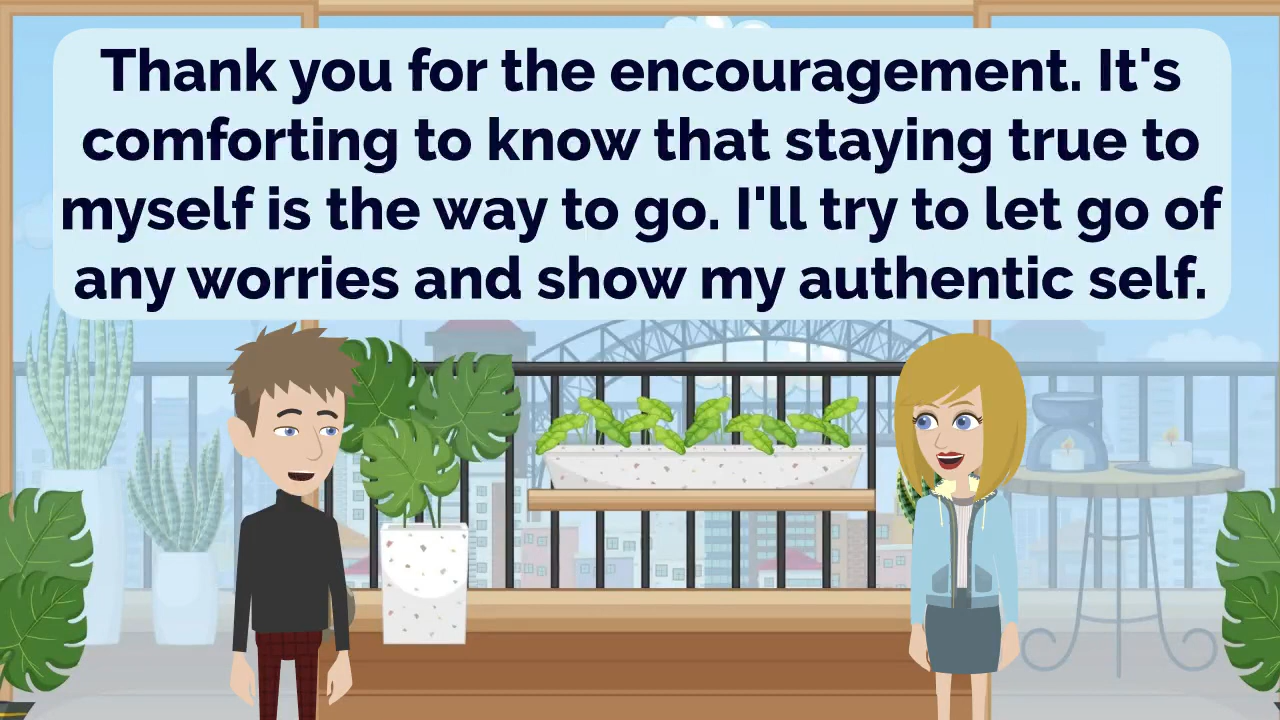 Thank you for the encouragement. It's
comforting to know that staying true to
myself is the way to go. I'll try to let go of
any worries and show my authentic self.